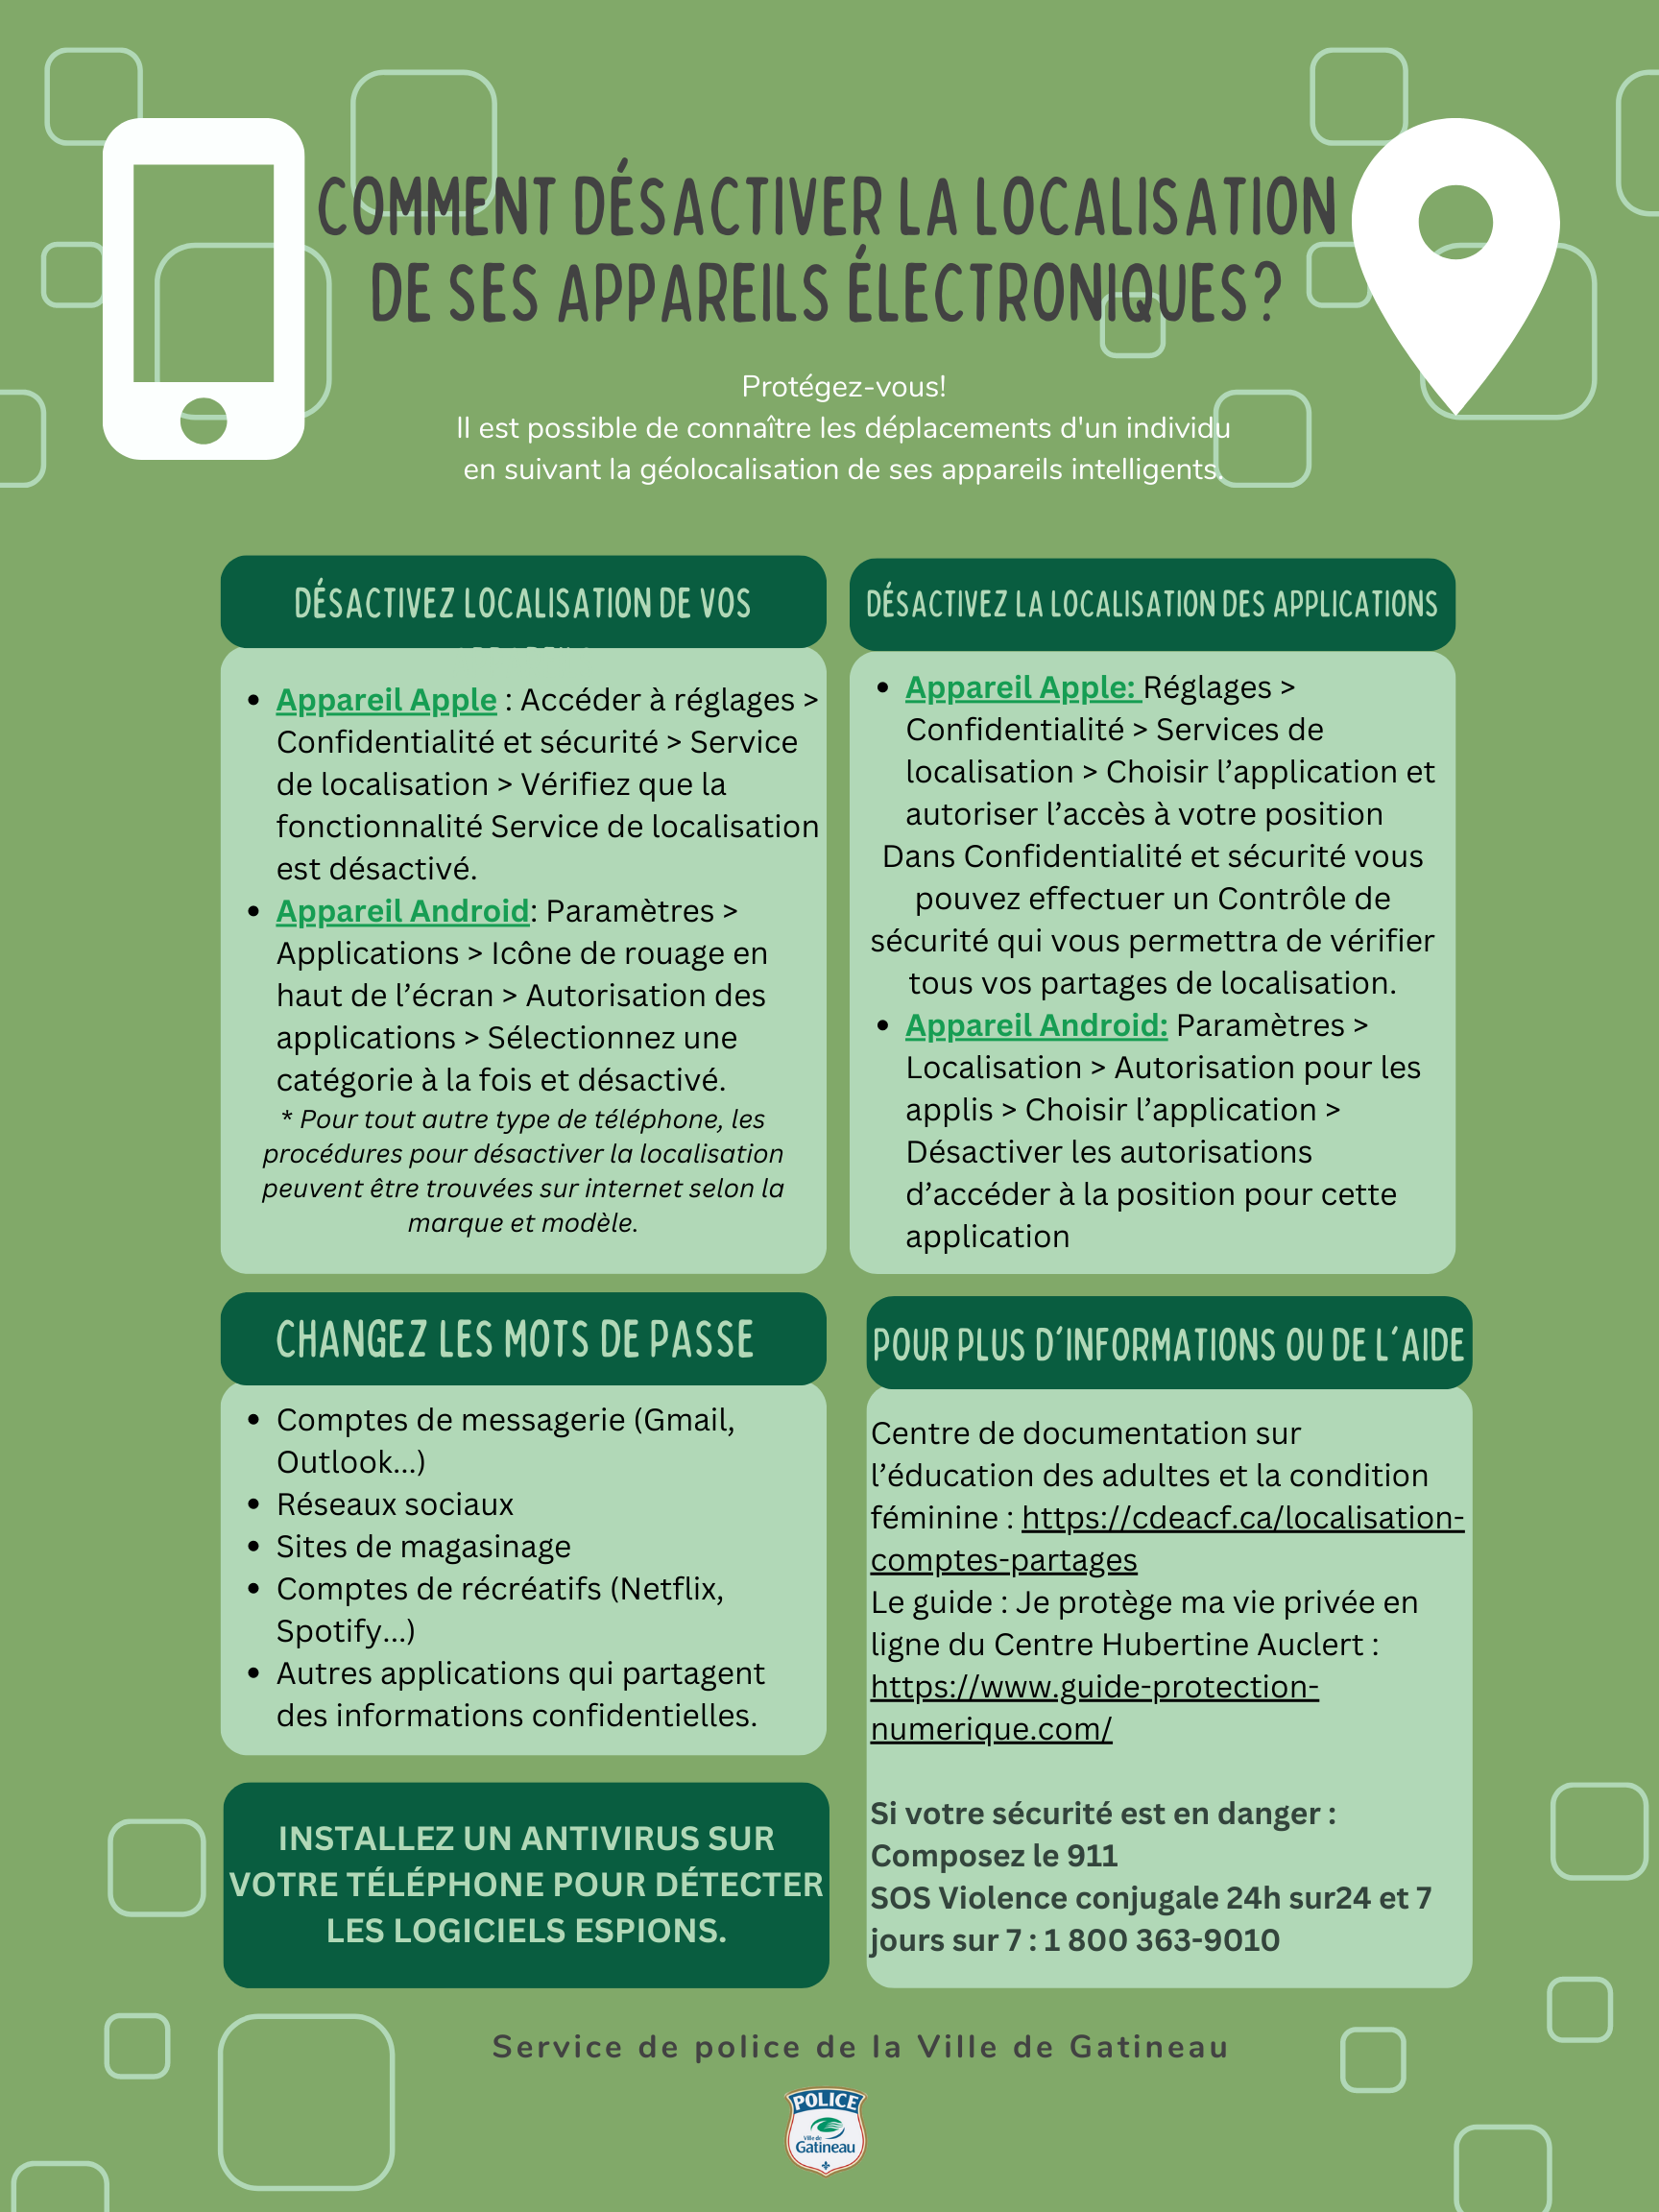 COMMENT DÉSACTIVER LA LOCALISATION
DE SES APPAREILS ÉLECTRONIQUES?
Protégez-vous!
Il est possible de connaître les déplacements d'un individu
en suivant la géolocalisation de ses appareils intelligents.
DÉSACTIVEZ LOCALISATION DE VOS
• Appareil Apple : Accéder à réglages >
Confidentialité et sécurité > Service
de localisation > Vérifiez que la
fonctionnalité Service de localisation
est désactivé.
• Appareil Android: Paramètres >
Applications > Icône de rouage en
haut de l’écran > Autorisation des
applications > Sélectionnez une
catégorie à la fois et désactivé.
* Pour tout autre type de téléphone, les
procédures pour désactiver la localisation
peuvent être trouvées sur internet selon la
marque et modèle.
DÉSACTIVEZ LA LOCALISATION DES APPLICATIONS
• Appareil Apple: Réglages >
Confidentialité > Services de
localisation > Choisir l’application et
autoriser l’accès à votre position
Dans Confidentialité et sécurité vous
pouvez effectuer un Contrôle de
sécurité qui vous permettra de vérifier
tous vos partages de localisation.
• Appareil Android: Paramètres >
Localisation > Autorisation pour les
applis > Choisir l’application >
Désactiver les autorisations
d’accéder à la position pour cette
application
CHANGEZ LES MOTS DE PASSE
• Comptes de messagerie (Gmail,
Outlook...)
• Réseaux sociaux
• Sites de magasinage
• Comptes de récréatifs (Netflix,
Spotify...)
• Autres applications qui partagent
des informations confidentielles.
INSTALLEZ UN ANTIVIRUS SUR
VOTRE TÉLÉPHONE POUR DÉTECTER
LES LOGICIELS ESPIONS.
POUR PLUS D’INFORMATIONS OU DE L’AIDE
Centre de documentation sur
l’éducation des adultes et la condition
féminine : https://cdeacf.ca/localisation-
comptes-partages
Le guide : Je protège ma vie privée en
ligne du Centre Hubertine Auclert :
https://www.guide-protection-
numerique.com/
Si votre sécurité est en danger :
Composez le 911
SOS Violence conjugale 24h sur24 et 7
jours sur 7 : 1 800 363-9010
Service de police de la Ville de Gatineau
POLICE
Ville de
Gatineau